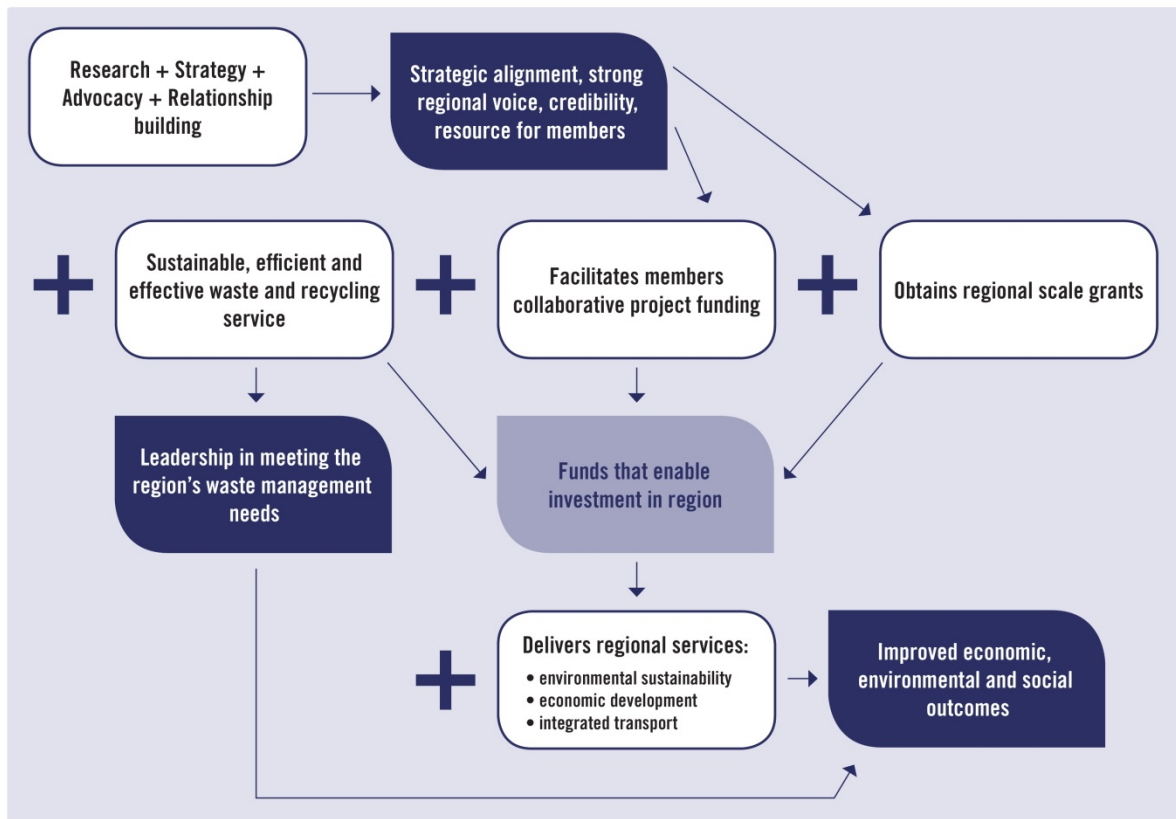 Research + Strategy +
Advocacy + Relationship
building
Strategic alignment, strong
regional voice, credibility,
resource for members
Sustainable, efficient and
effective waste and recycling
service
Facilitates members
collaborative project funding
Obtains regional scale grants
Leadership in meeting the
region’s waste management
needs
Funds that enable
investment in region
Delivers regional services:
• environmental sustainability
• economic development
• integrated transport
Improved economic,
environmental and social
outcomes